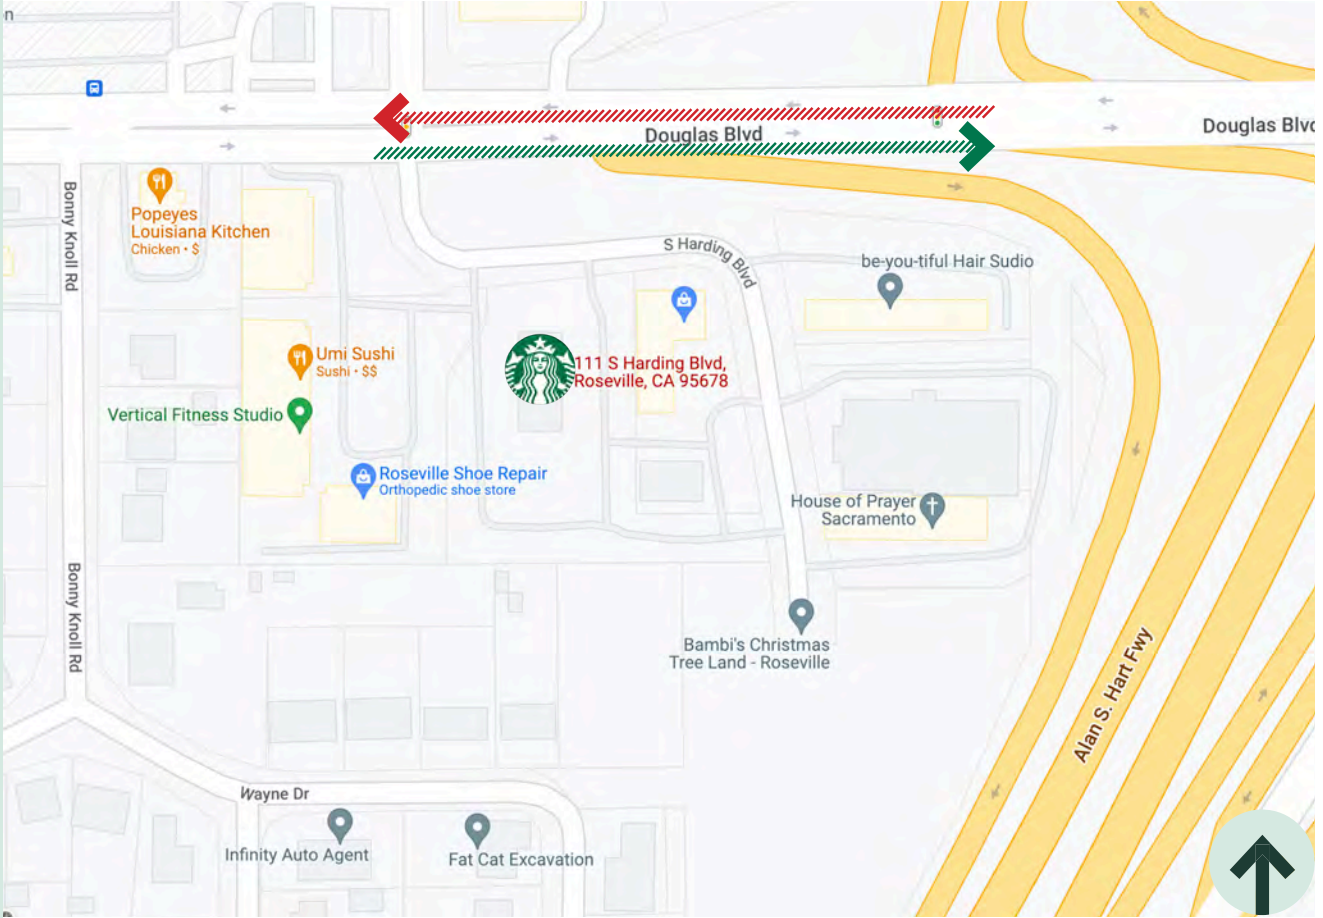 n
Douglas Blvd
Douglas Blvd
Bonny Knoll Rd
Popeyes
Louisiana Kitchen
Chicken • $
S Harding Blvd
be-you-tiful Hair Sudio
Umi Sushi
Sushi • $$
111 S Harding Blvd,
Roseville, CA 95678
Vertical Fitness Studio
Roseville Shoe Repair
Orthopedic shoe store
House of Prayer
Sacramento
Bonny Knoll Rd
Bambi's Christmas
Tree Land - Roseville
Alan S. Hart Fwy
Wayne Dr
Infinity Auto Agent
Fat Cat Excavation